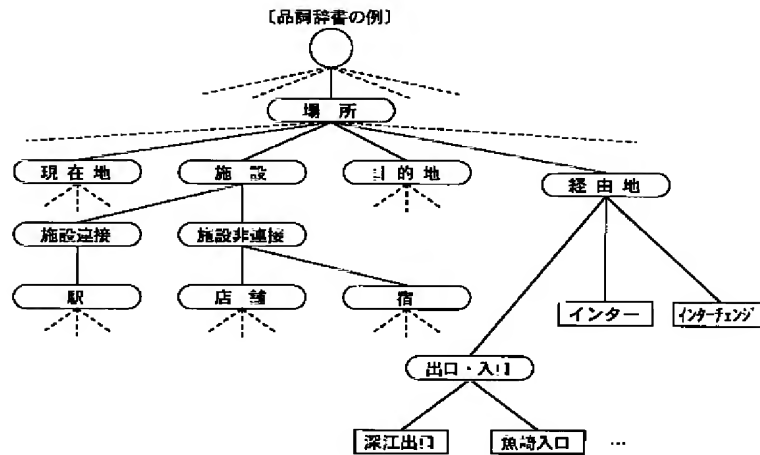 〔品詞辞書の例〕
場所
現在地 施設 目的地 経由地
施設連接 施設非連接
駅 店舗 宿 インター インターチェンジ
出口・入口
深江出口 魚崎入口 …